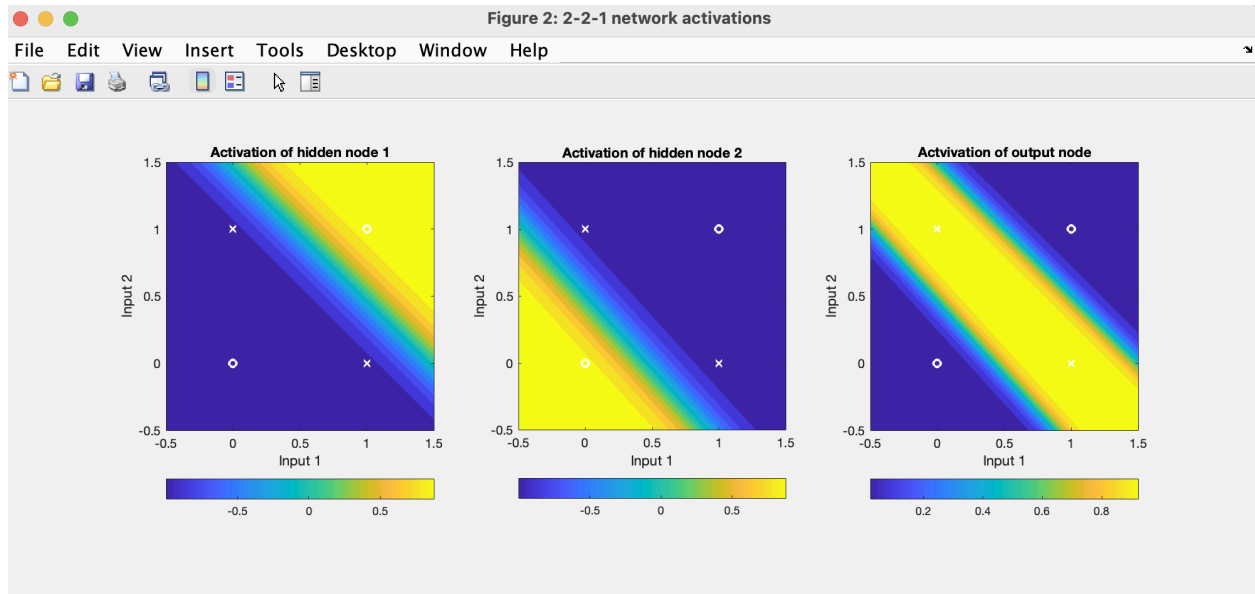 Figure 2: 2-2-1 network activations
File Edit View Insert Tools Desktop Window Help
Activation of hidden node 1
1.5
1
0.5
0
-0.5
Input 2
-0.5 0 0.5 1 1.5
Input 1
-0.5 0 0.5
Activation of hidden node 2
1.5
1
0.5
0
-0.5
Input 2
-0.5 0 0.5 1 1.5
Input 1
-0.5 0 0.5
Actvivation of output node
1.5
1
0.5
0
-0.5
Input 2
-0.5 0 0.5 1 1.5
Input 1
0.2 0.4 0.6 0.8